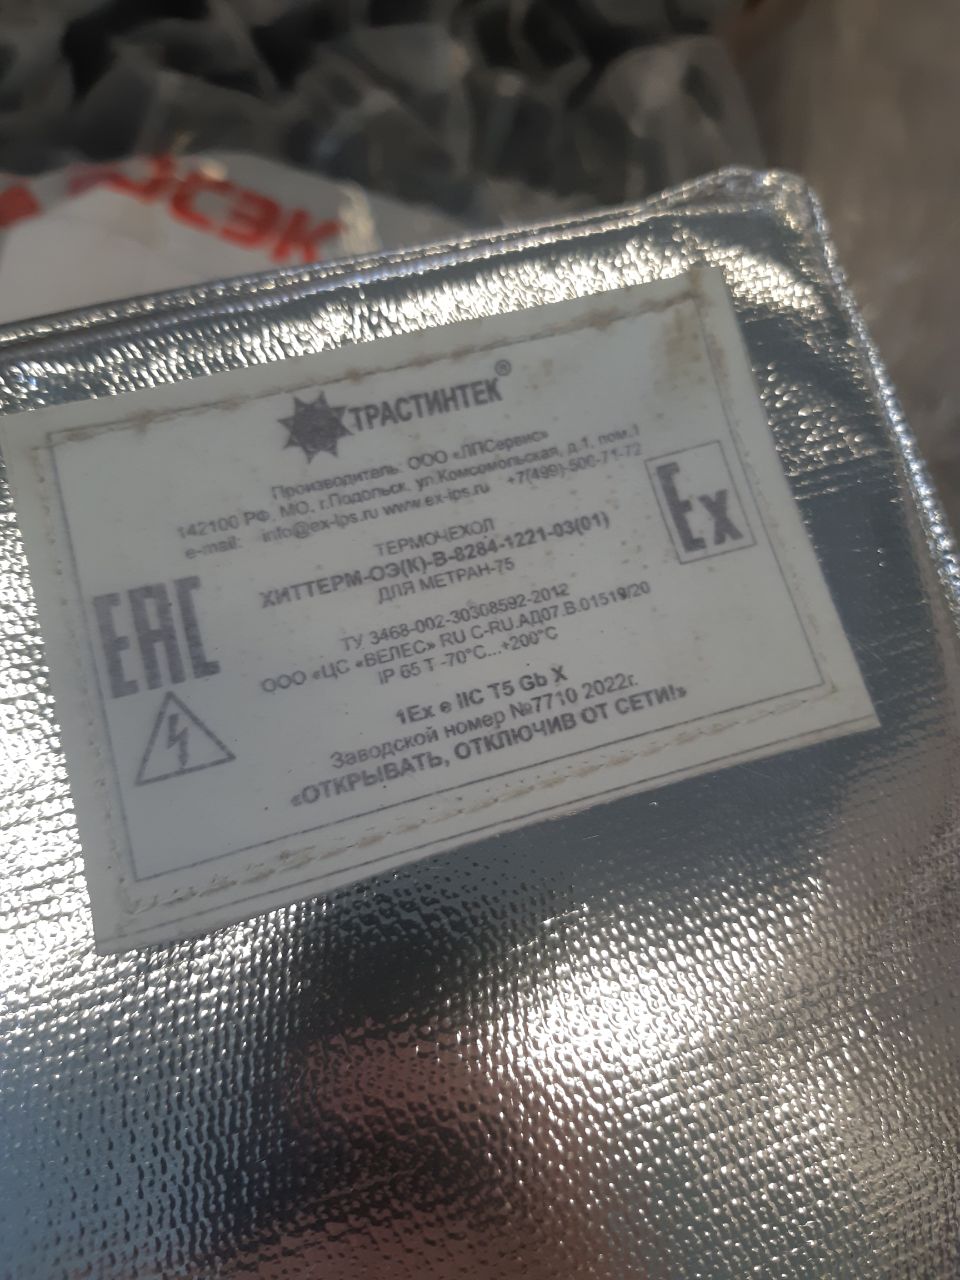 ЮСЭК
ТРАСТИНТЕК®
Производитель: ООО «ЛПСервис»
142100 РФ, МО, г.Подольск, ул.Комсомольская, д.1, пом.1
e-mail: info@ex-lps.ru www.ex-lps.ru +7(499)-506-71-72
Ex
ТЕРМОЧЕХОЛ
ХИТТЕРМ-ОЭ(К)-В-8284-1221-03(01)
ДЛЯ МЕТРАН-75
EAC
ТУ 3468-002-30308592-2012
ООО «ЦС «ВЕЛЕС» RU C-RU.АД07.В.01519/20
IP 65 T -70°C...+200°C
1Ex e IIC T5 Gb X
Заводской номер №7710 2022г.
«ОТКРЫВАТЬ, ОТКЛЮЧИВ ОТ СЕТИ!»